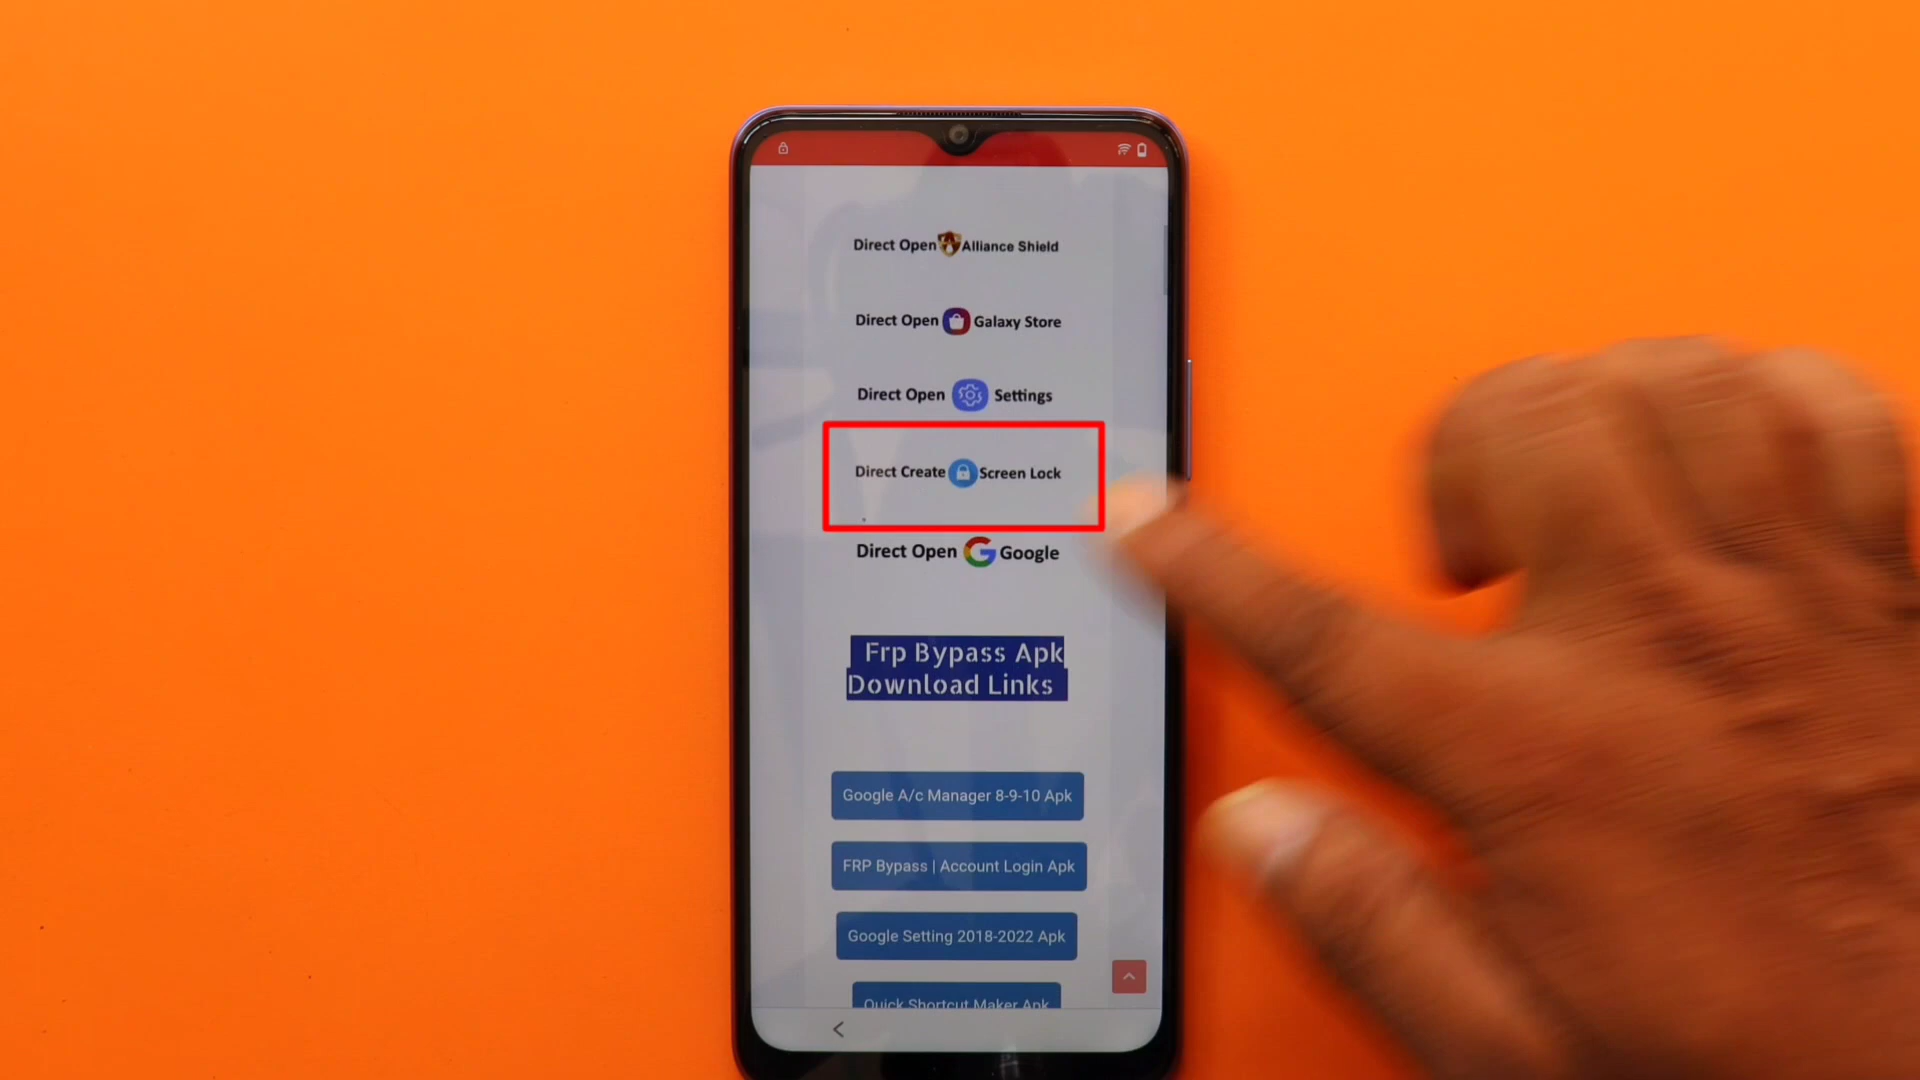 Direct Open Alliance Shield
Direct Open Galaxy Store
Direct Open Settings
Direct Create Screen Lock
Direct Open Google
Frp Bypass Apk
Download Links
Google A/c Manager 8-9-10 Apk
FRP Bypass | Account Login Apk
Google Setting 2018-2022 Apk
Quick Shortcut Maker Apk